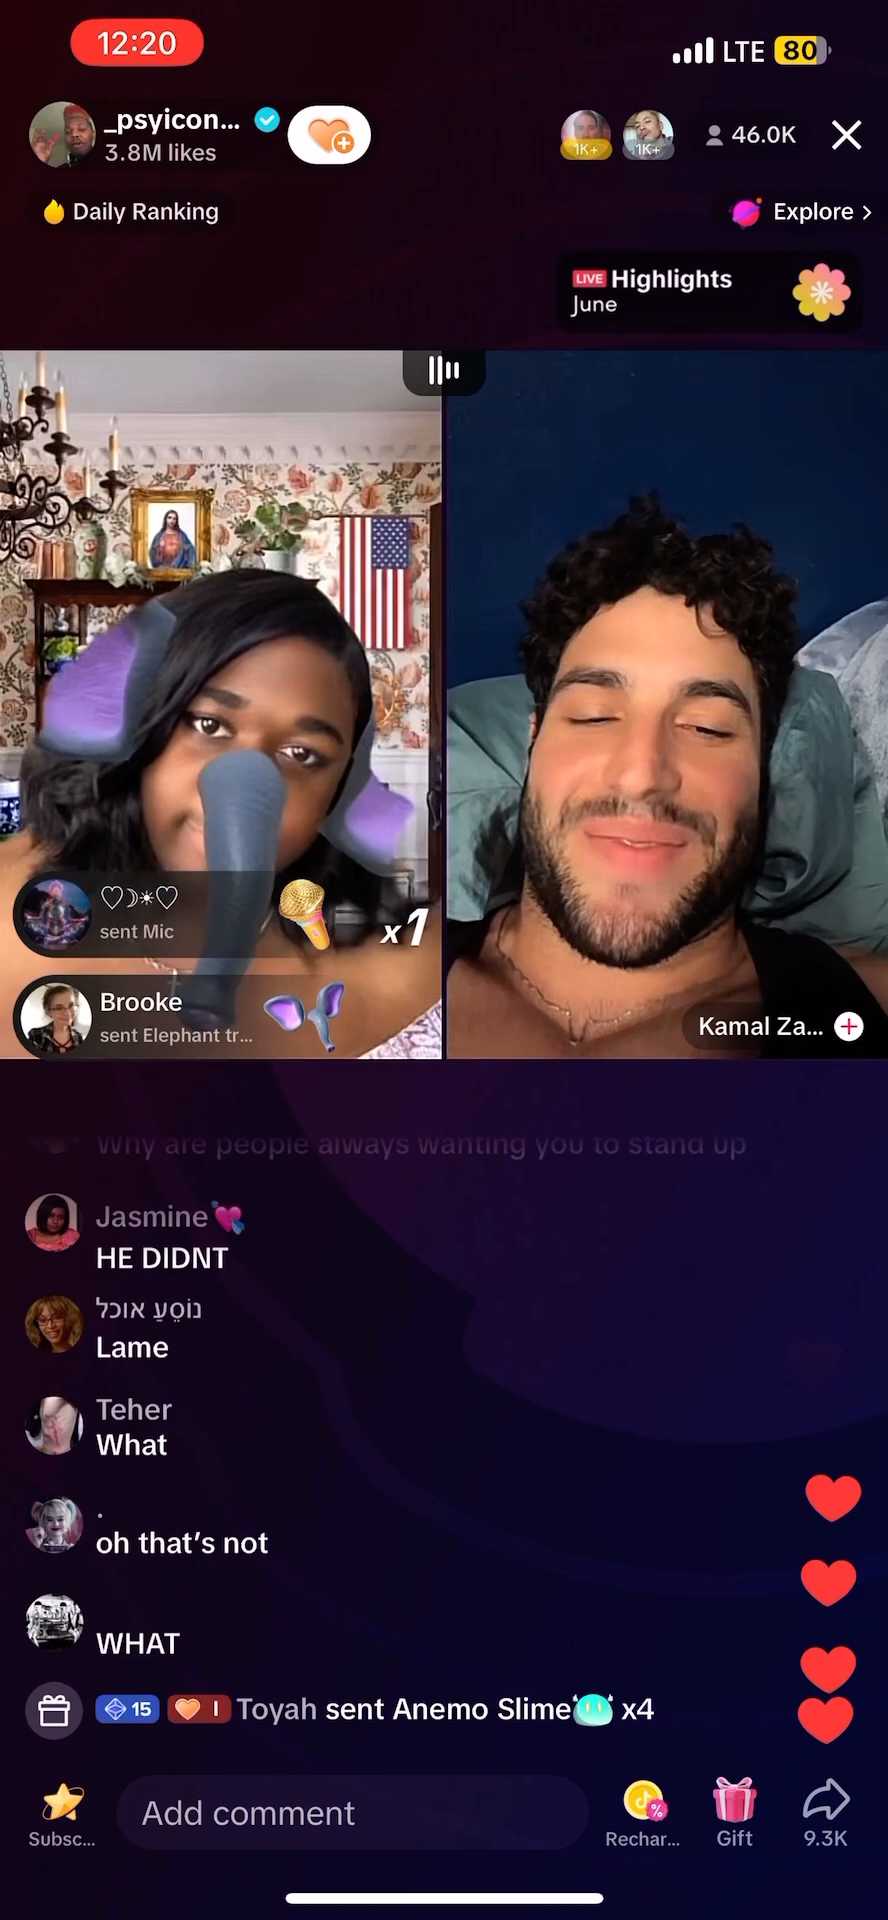 12:20
LTE 80
_psyicon...
3.8M likes
1K+
1K+
46.0K
Daily Ranking
Explore >
LIVE Highlights
June
♡☽☀♡
sent Mic
x1
Brooke
sent Elephant tr...
Kamal Za...
Why are people always wanting you to stand up
Jasmine💘
HE DIDNT
נוֹסֵעַ אוכל
Lame
Teher
What
.
oh that's not
WHAT
15 I Toyah sent Anemo Slime x4
Add comment
Subsc...
Rechar...
Gift
9.3K